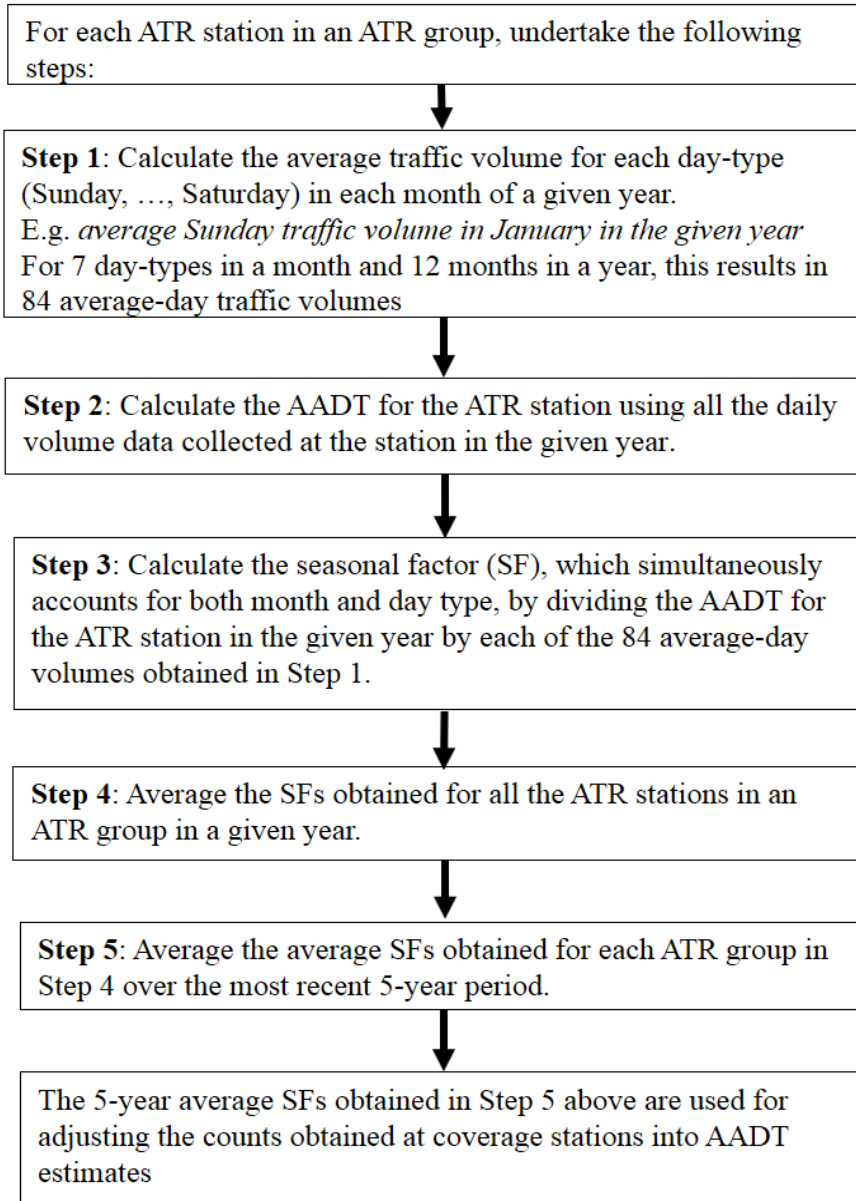 For each ATR station in an ATR group, undertake the following
steps:
Step 1: Calculate the average traffic volume for each day-type
(Sunday, …, Saturday) in each month of a given year.
E.g. average Sunday traffic volume in January in the given year
For 7 day-types in a month and 12 months in a year, this results in
84 average-day traffic volumes
Step 2: Calculate the AADT for the ATR station using all the daily
volume data collected at the station in the given year.
Step 3: Calculate the seasonal factor (SF), which simultaneously
accounts for both month and day type, by dividing the AADT for
the ATR station in the given year by each of the 84 average-day
volumes obtained in Step 1.
Step 4: Average the SFs obtained for all the ATR stations in an
ATR group in a given year.
Step 5: Average the average SFs obtained for each ATR group in
Step 4 over the most recent 5-year period.
The 5-year average SFs obtained in Step 5 above are used for
adjusting the counts obtained at coverage stations into AADT
estimates